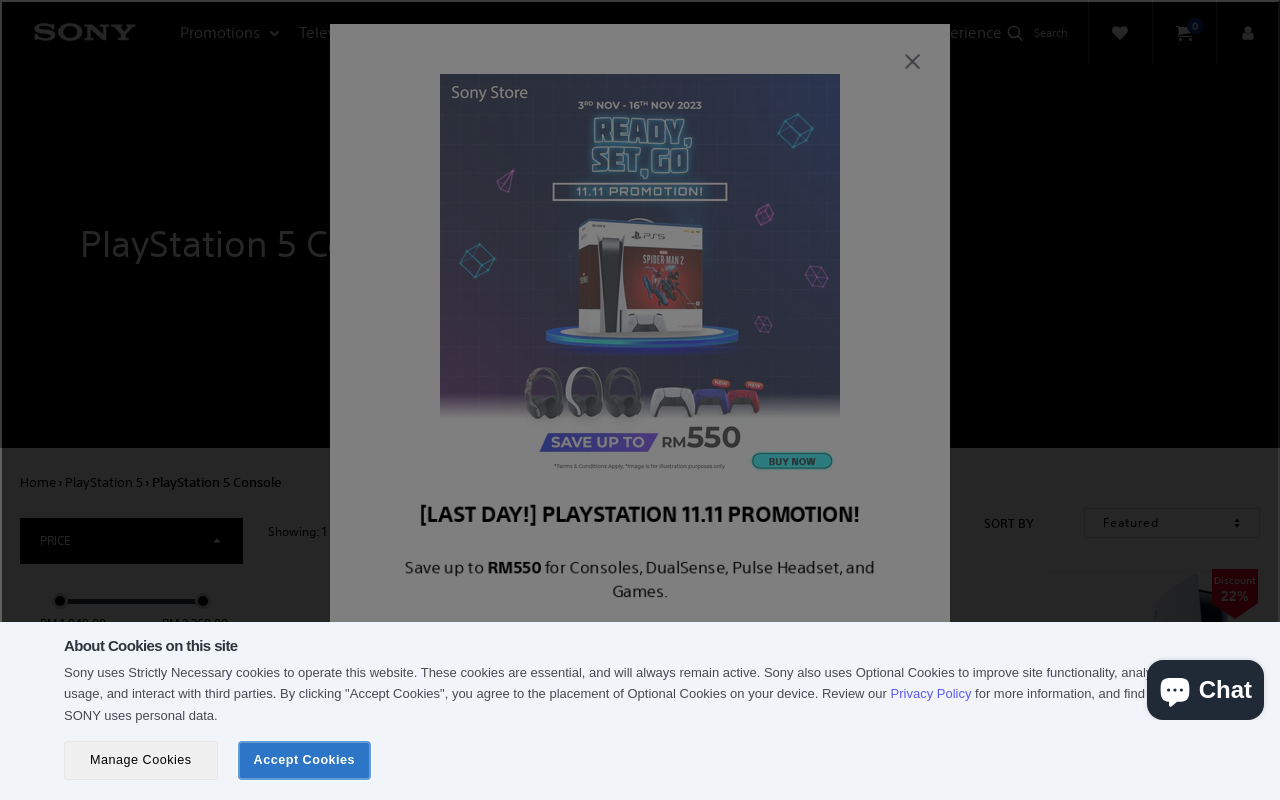 SONY
Promotions
Search
0
PlayStation 5
Sony Store
3RD NOV - 16TH NOV 2023
READY,
SET, GO
11.11 PROMOTION!
PS5
SPIDER-MAN 2
NEW
NEW
SAVE UP TO RM550
*Terms & Conditions Apply. *Image is for illustration purposes only.
BUY NOW
[LAST DAY!] PLAYSTATION 11.11 PROMOTION!
Save up to RM550 for Consoles, DualSense, Pulse Headset, and
Games.
Home › PlayStation 5 › PlayStation 5 Console
PRICE
Showing: 1
SORT BY
Featured
Discount
22%
About Cookies on this site
Sony uses Strictly Necessary cookies to operate this website. These cookies are essential, and will always remain active. Sony also uses Optional Cookies to improve site functionality,
usage, and interact with third parties. By clicking "Accept Cookies", you agree to the placement of Optional Cookies on your device. Review our Privacy Policy for more information, and find
SONY uses personal data.
Manage Cookies
Accept Cookies
Chat